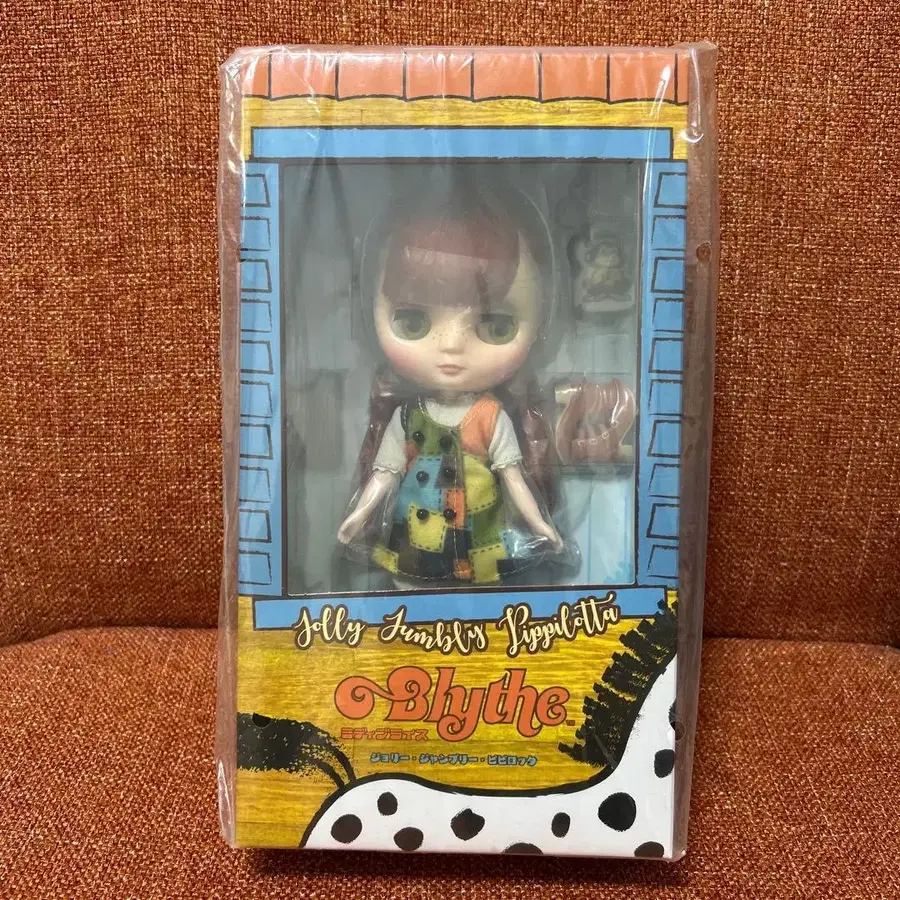 Jolly Jumbly Pippilotta
Blythe™
ミディブライス
ジョリー・ジャンブリー・ピピロッタ